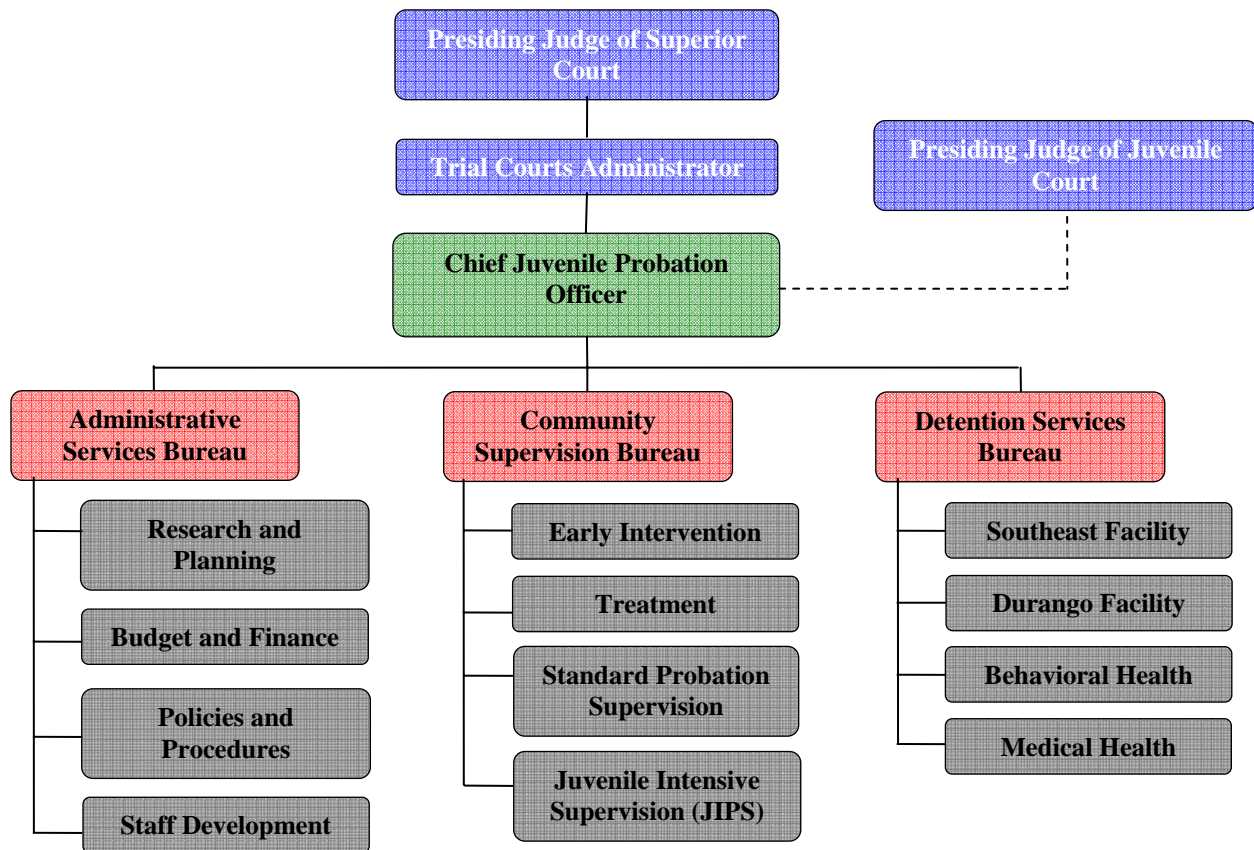 Presiding Judge of Superior
Court
Trial Courts Administrator
Presiding Judge of Juvenile
Court
Chief Juvenile Probation
Officer
Administrative
Services Bureau
Research and
Planning
Budget and Finance
Policies and
Procedures
Staff Development
Community
Supervision Bureau
Early Intervention
Treatment
Standard Probation
Supervision
Juvenile Intensive
Supervision (JIPS)
Detention Services
Bureau
Southeast Facility
Durango Facility
Behavioral Health
Medical Health